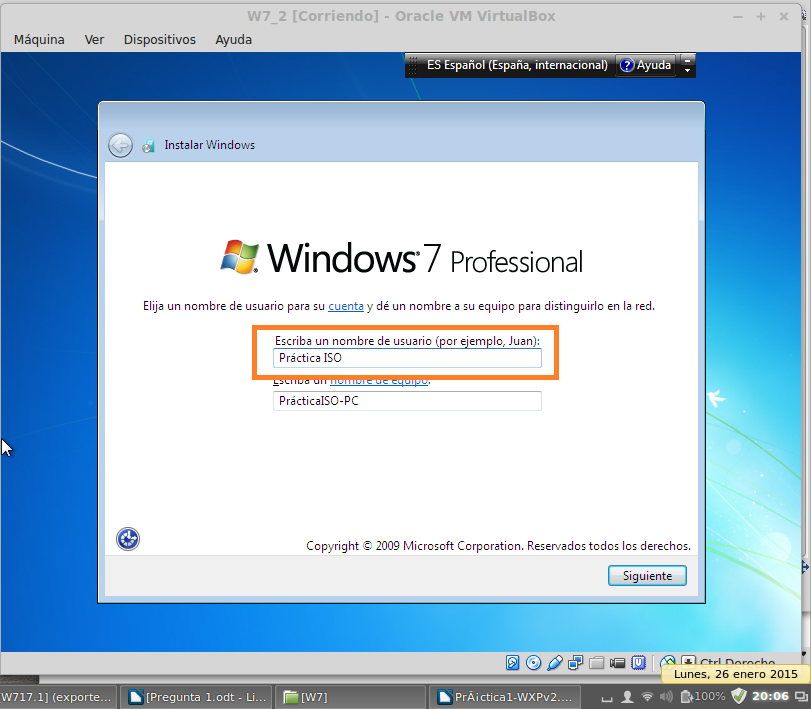 W7_2 [Corriendo] - Oracle VM VirtualBox
Máquina Ver Dispositivos Ayuda
ES Español (España, internacional) ? Ayuda
Instalar Windows
Windows 7 Professional
Elija un nombre de usuario para su cuenta y dé un nombre a su equipo para distinguirlo en la red.
Escriba un nombre de usuario (por ejemplo, Juan):
Práctica ISO
Escriba un nombre de equipo:
PrácticaISO-PC
Copyright © 2009 Microsoft Corporation. Reservados todos los derechos.
Siguiente
Ctrl Derecho
Lunes, 26 enero 2015
W717.1] (exporte... [Pregunta 1.odt - Li... [W7] PrÃ¡ctica1-WXPv2.... 100% 20:06